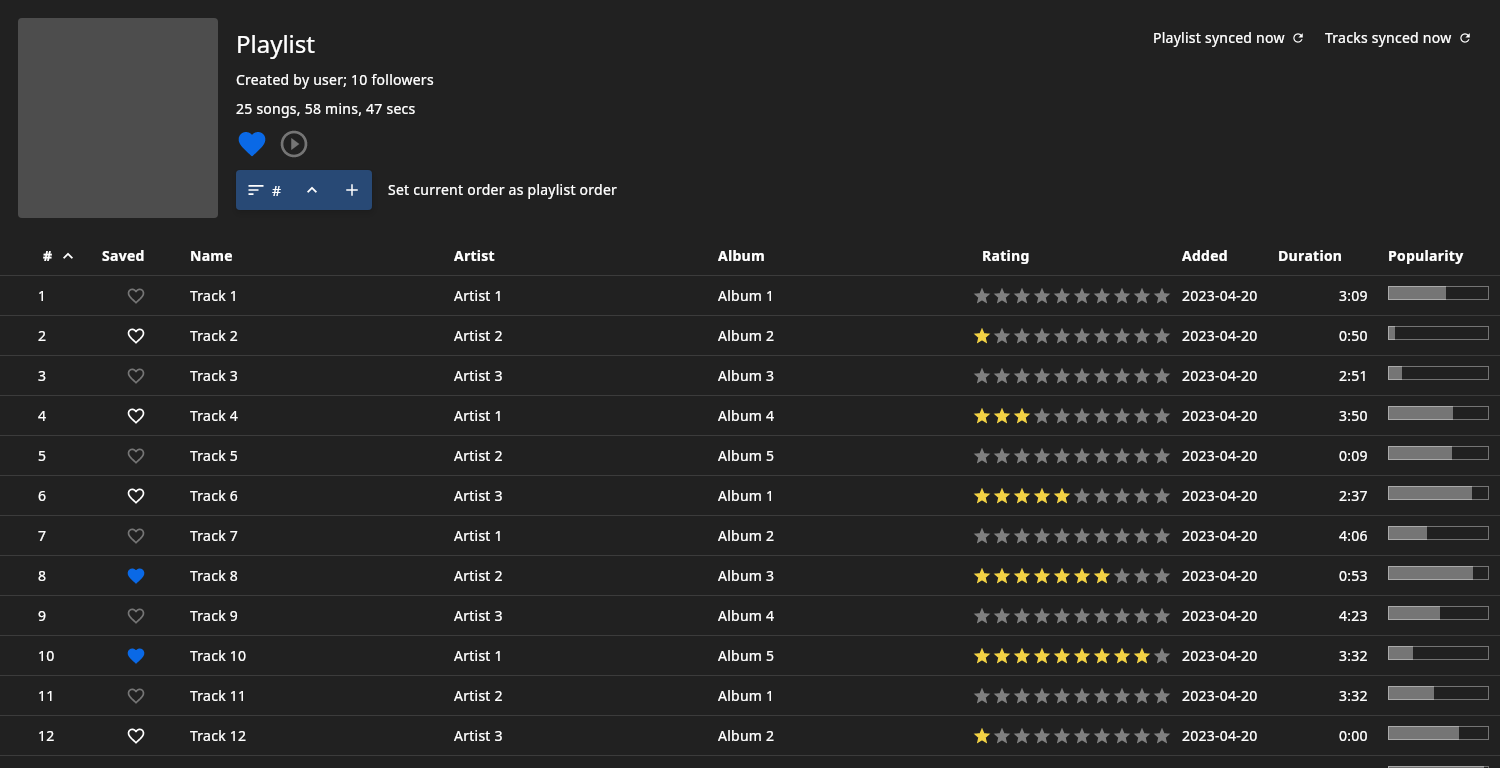 Playlist
Playlist synced now Tracks synced now
Created by user; 10 followers
25 songs, 58 mins, 47 secs
# Set current order as playlist order
# Saved Name Artist Album Rating Added Duration Popularity
1 Track 1 Artist 1 Album 1 2023-04-20 3:09
2 Track 2 Artist 2 Album 2 2023-04-20 0:50
3 Track 3 Artist 3 Album 3 2023-04-20 2:51
4 Track 4 Artist 1 Album 4 2023-04-20 3:50
5 Track 5 Artist 2 Album 5 2023-04-20 0:09
6 Track 6 Artist 3 Album 1 2023-04-20 2:37
7 Track 7 Artist 1 Album 2 2023-04-20 4:06
8 Track 8 Artist 2 Album 3 2023-04-20 0:53
9 Track 9 Artist 3 Album 4 2023-04-20 4:23
10 Track 10 Artist 1 Album 5 2023-04-20 3:32
11 Track 11 Artist 2 Album 1 2023-04-20 3:32
12 Track 12 Artist 3 Album 2 2023-04-20 0:00